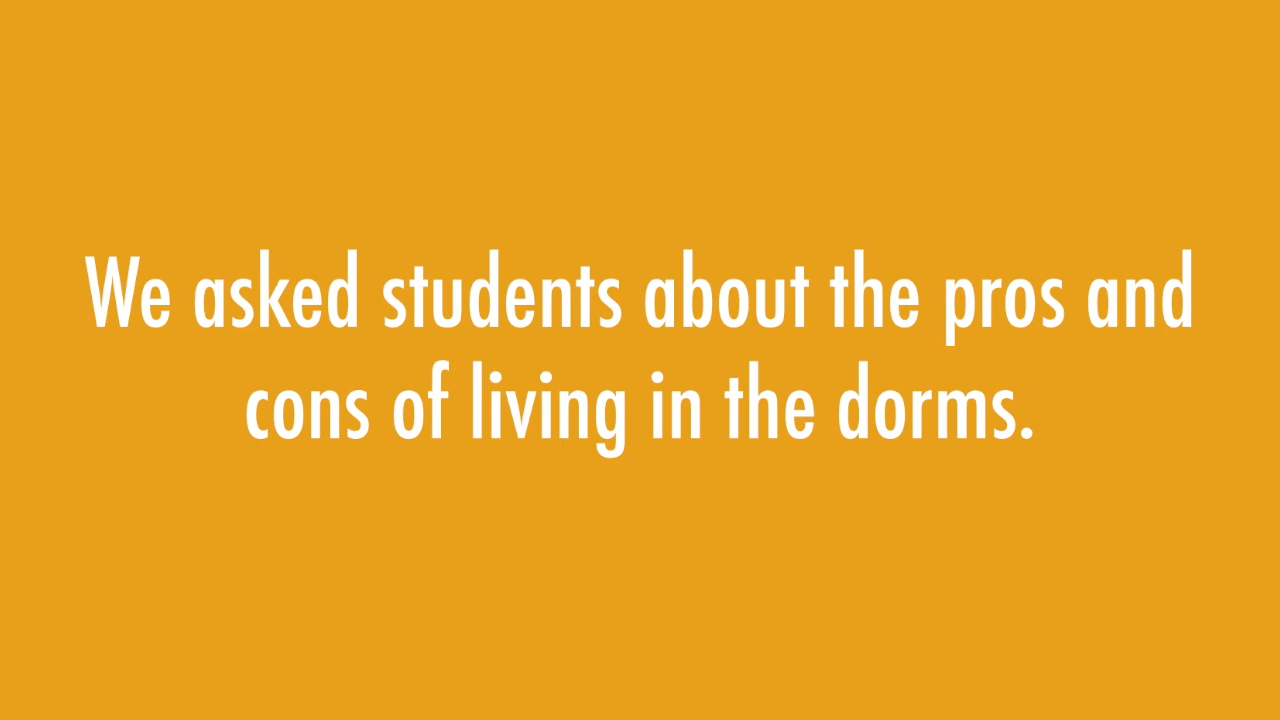 We asked students about the pros and
cons of living in the dorms.